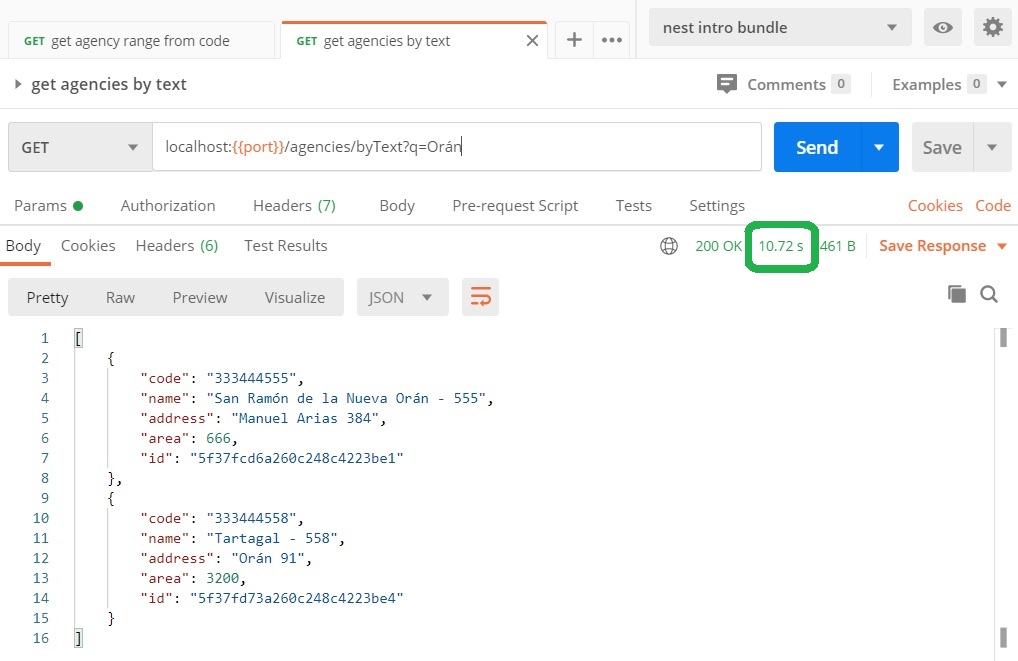 GET get agency range from code GET get agencies by text nest intro bundle
get agencies by text Comments 0 Examples 0
GET localhost:{{port}}/agencies/byText?q=Orán Send Save
Params Authorization Headers (7) Body Pre-request Script Tests Settings Cookies Code
Body Cookies Headers (6) Test Results 200 OK 10.72 s 461 B Save Response
Pretty Raw Preview Visualize JSON
1 [
2 {
3 "code": "333444555",
4 "name": "San Ramón de la Nueva Orán - 555",
5 "address": "Manuel Arias 384",
6 "area": 666,
7 "id": "5f37fcd6a260c248c4223be1"
8 },
9 {
10 "code": "333444558",
11 "name": "Tartagal - 558",
12 "address": "Orán 91",
13 "area": 3200,
14 "id": "5f37fd73a260c248c4223be4"
15 }
16 ]